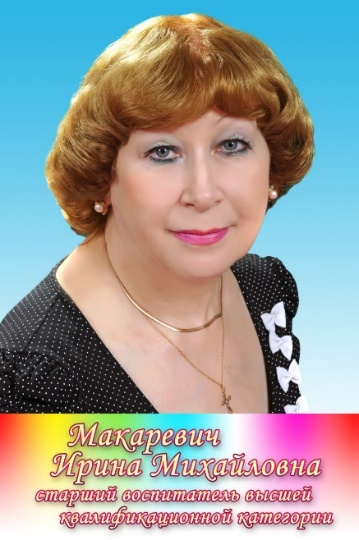 Макаревич
Ирина Михайловна
старший воспитатель высшей
квалификационной категории